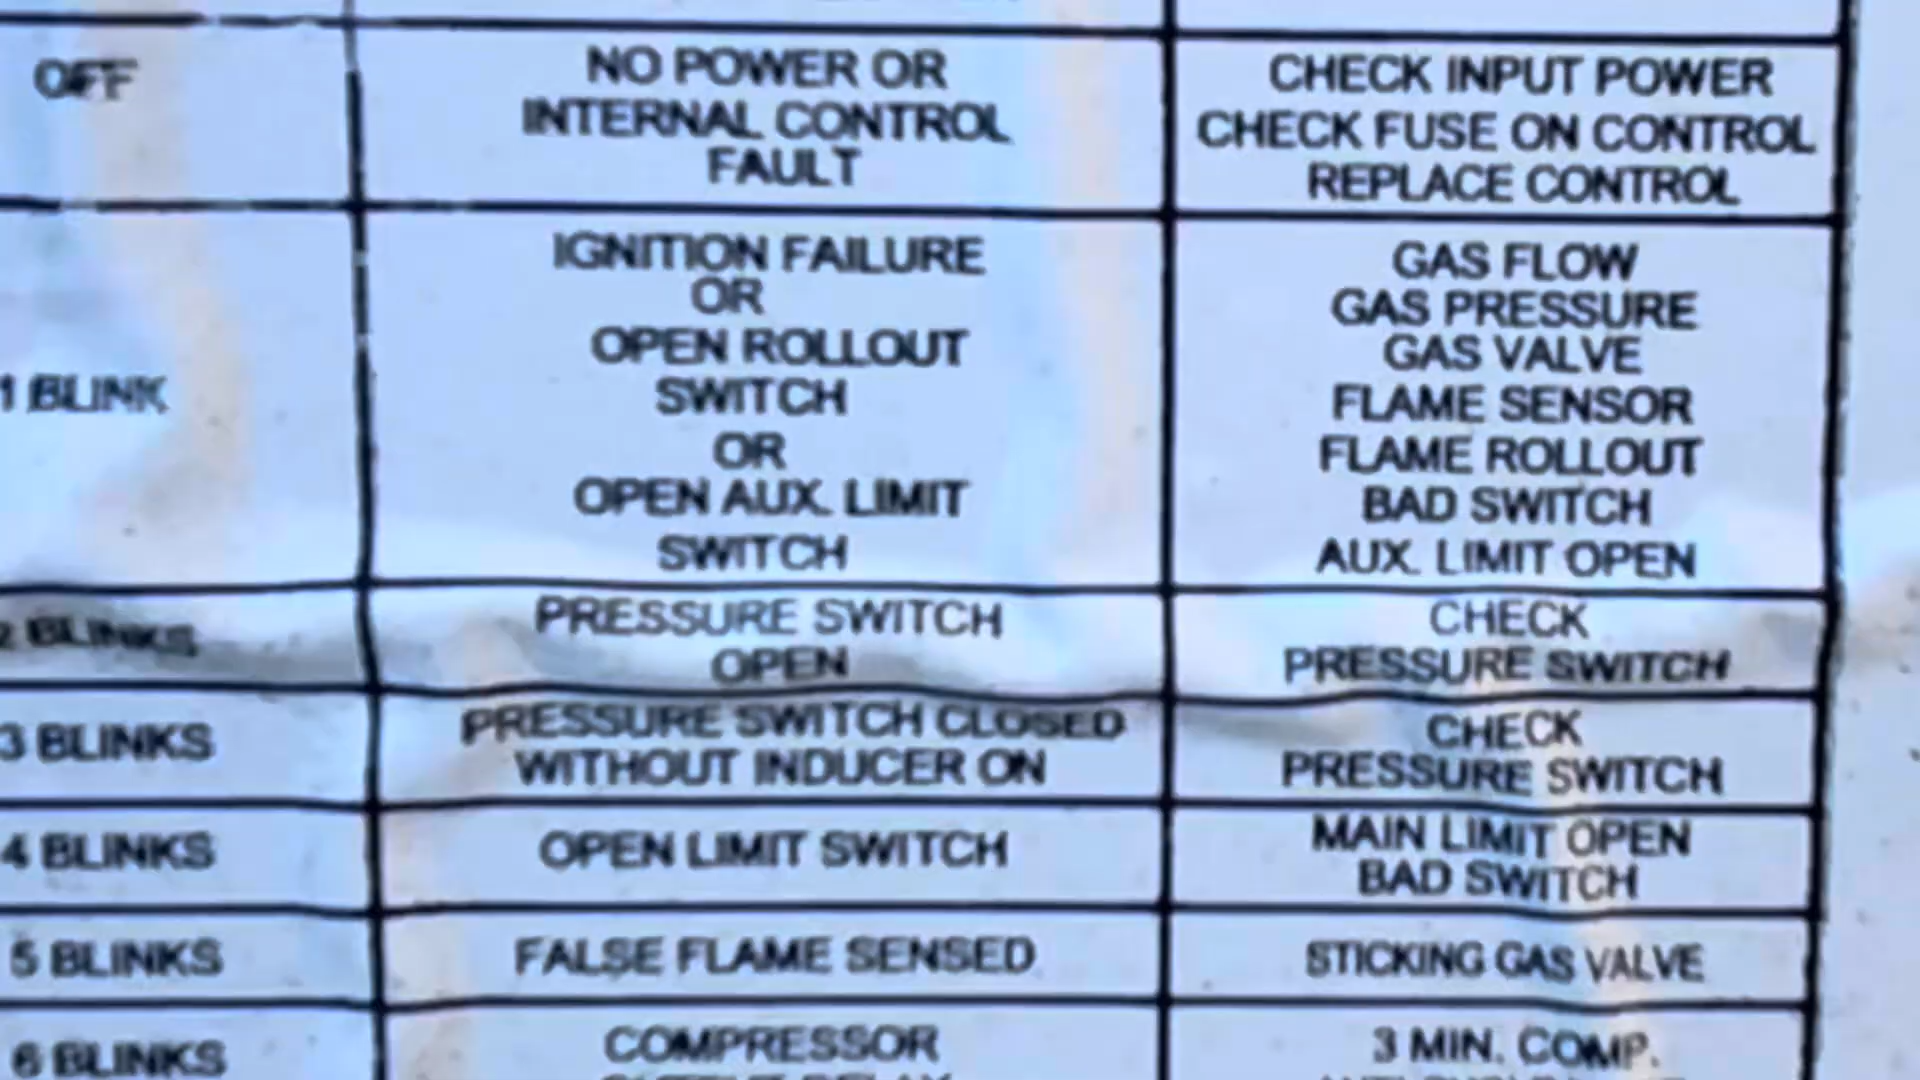 OFF
NO POWER OR
INTERNAL CONTROL
FAULT
CHECK INPUT POWER
CHECK FUSE ON CONTROL
REPLACE CONTROL
1 BLINK
IGNITION FAILURE
OR
OPEN ROLLOUT
SWITCH
OR
OPEN AUX. LIMIT
SWITCH
GAS FLOW
GAS PRESSURE
GAS VALVE
FLAME SENSOR
FLAME ROLLOUT
BAD SWITCH
AUX. LIMIT OPEN
2 BLINKS
PRESSURE SWITCH
OPEN
CHECK
PRESSURE SWITCH
3 BLINKS
PRESSURE SWITCH CLOSED
WITHOUT INDUCER ON
CHECK
PRESSURE SWITCH
4 BLINKS
OPEN LIMIT SWITCH
MAIN LIMIT OPEN
BAD SWITCH
5 BLINKS
FALSE FLAME SENSED
STICKING GAS VALVE
6 BLINKS
COMPRESSOR
3 MIN. COMP.